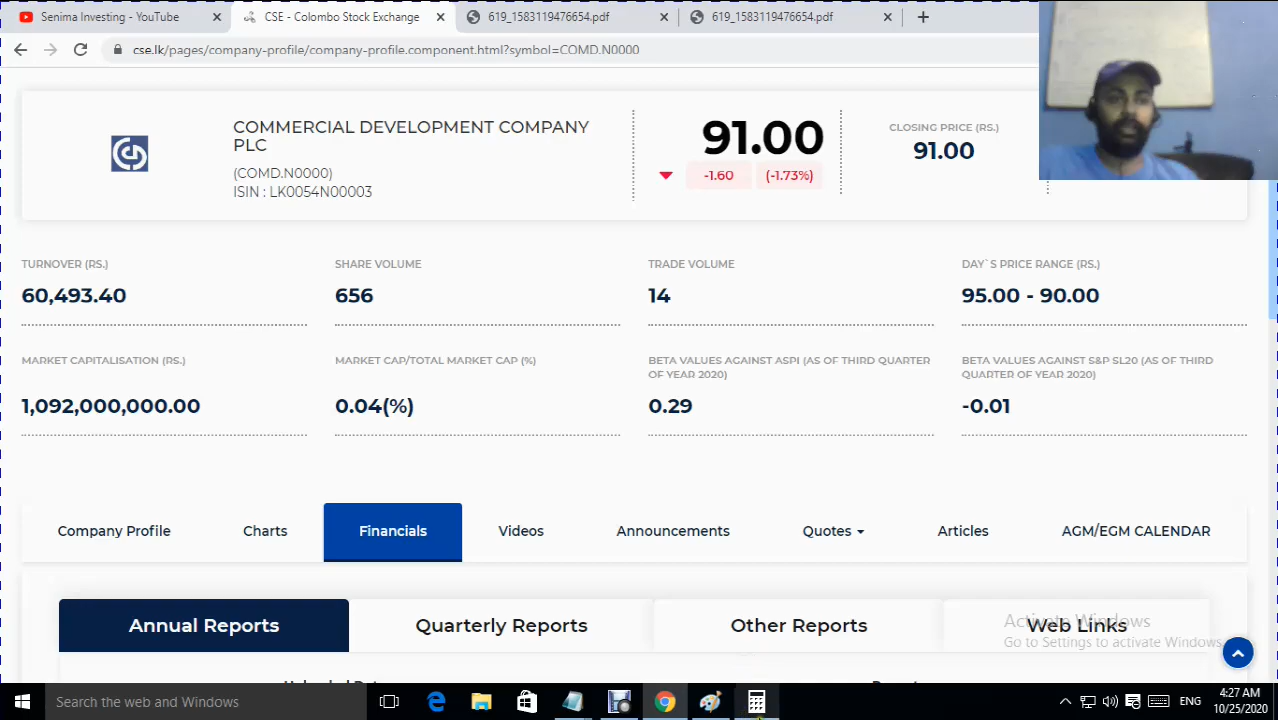 Senima Investing - YouTube
CSE - Colombo Stock Exchange
619_1583119476654.pdf
619_1583119476654.pdf
cse.lk/pages/company-profile/company-profile.component.html?symbol=COMD.N0000
COMMERCIAL DEVELOPMENT COMPANY
PLC
(COMD.N0000)
ISIN : LK0054N00003
91.00
-1.60 (-1.73%)
CLOSING PRICE (RS.)
91.00
TURNOVER (RS.)
60,493.40
SHARE VOLUME
656
TRADE VOLUME
14
DAY`S PRICE RANGE (RS.)
95.00 - 90.00
MARKET CAPITALISATION (RS.)
1,092,000,000.00
MARKET CAP/TOTAL MARKET CAP (%)
0.04(%)
BETA VALUES AGAINST ASPI (AS OF THIRD QUARTER
OF YEAR 2020)
0.29
BETA VALUES AGAINST S&P SL20 (AS OF THIRD
QUARTER OF YEAR 2020)
-0.01
Company Profile Charts Financials Videos Announcements Quotes Articles AGM/EGM CALENDAR
Annual Reports Quarterly Reports Other Reports Web Links
Activate Windows
Go to Settings to activate Windows.
Search the web and Windows
ENG
4:27 AM
10/25/2020